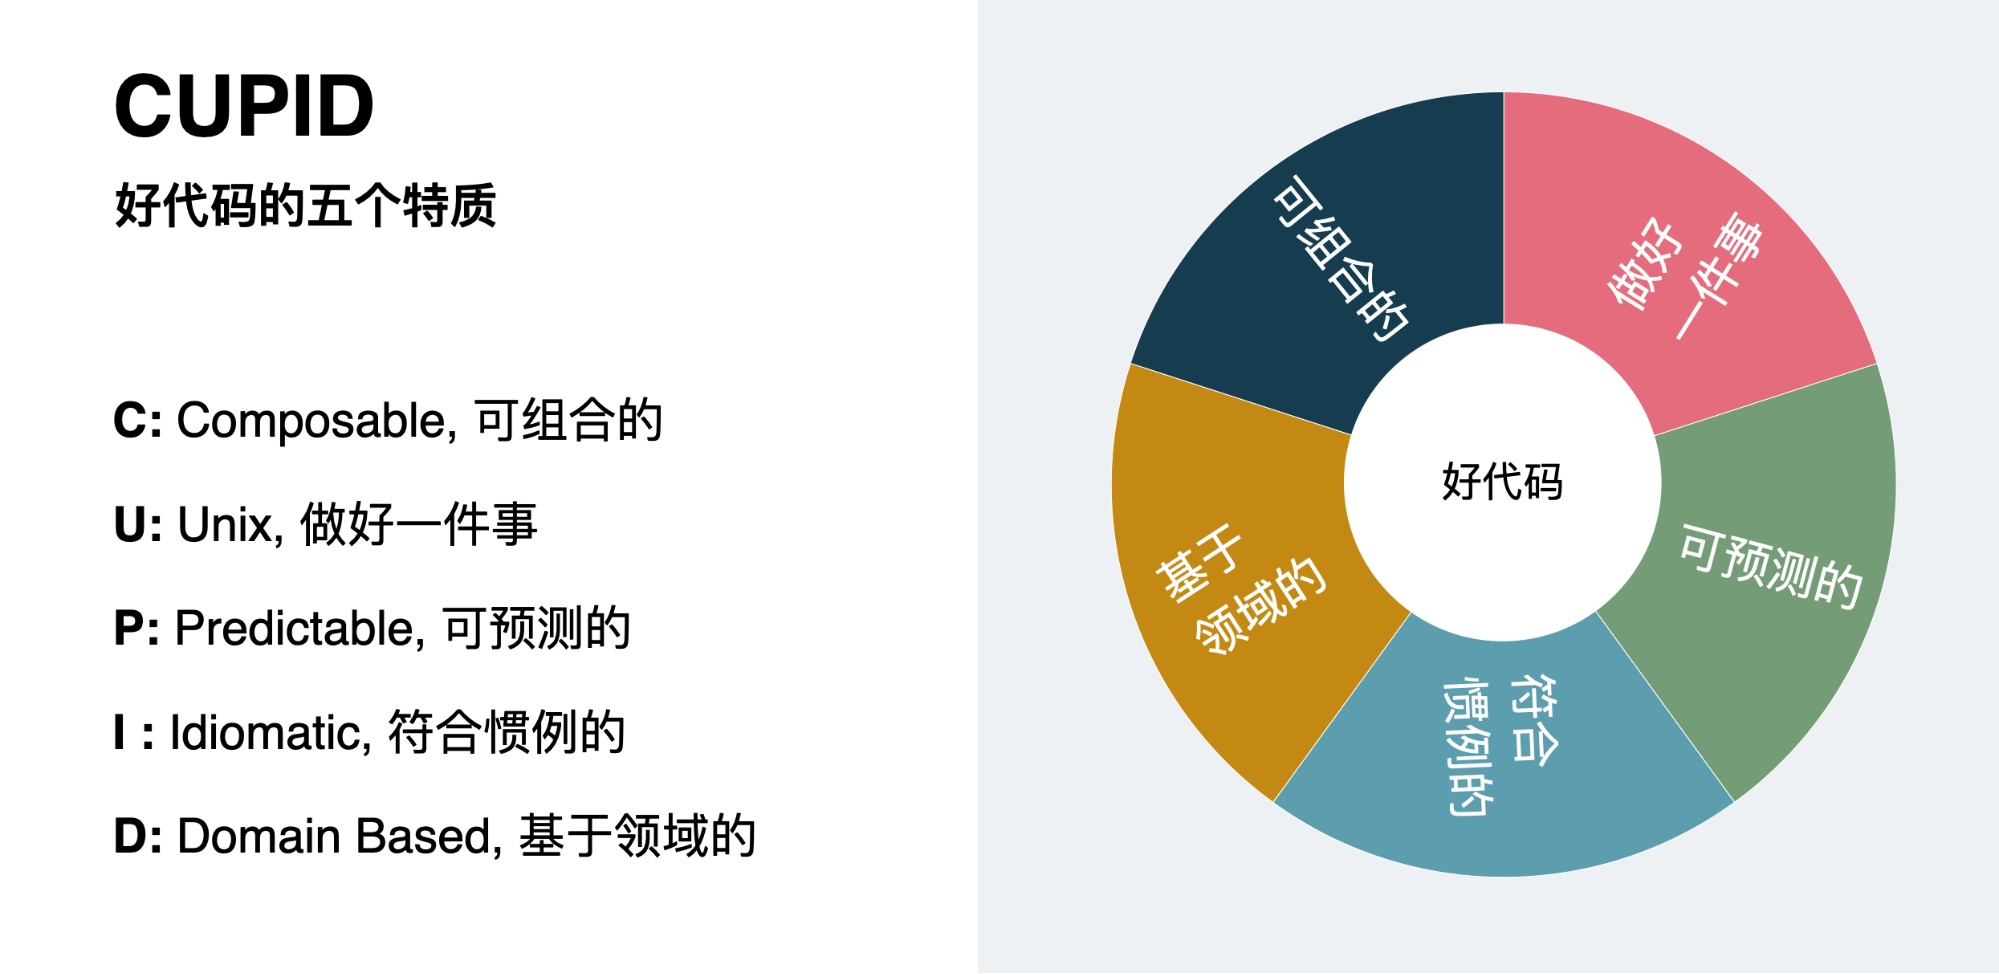 CUPID
好代码的五个特质
C: Composable, 可组合的
U: Unix, 做好一件事
P: Predictable, 可预测的
I : Idiomatic, 符合惯例的
D: Domain Based, 基于领域的
可组合的
做好
一件事
可预测的
符合
惯例的
基于
领域的
好代码